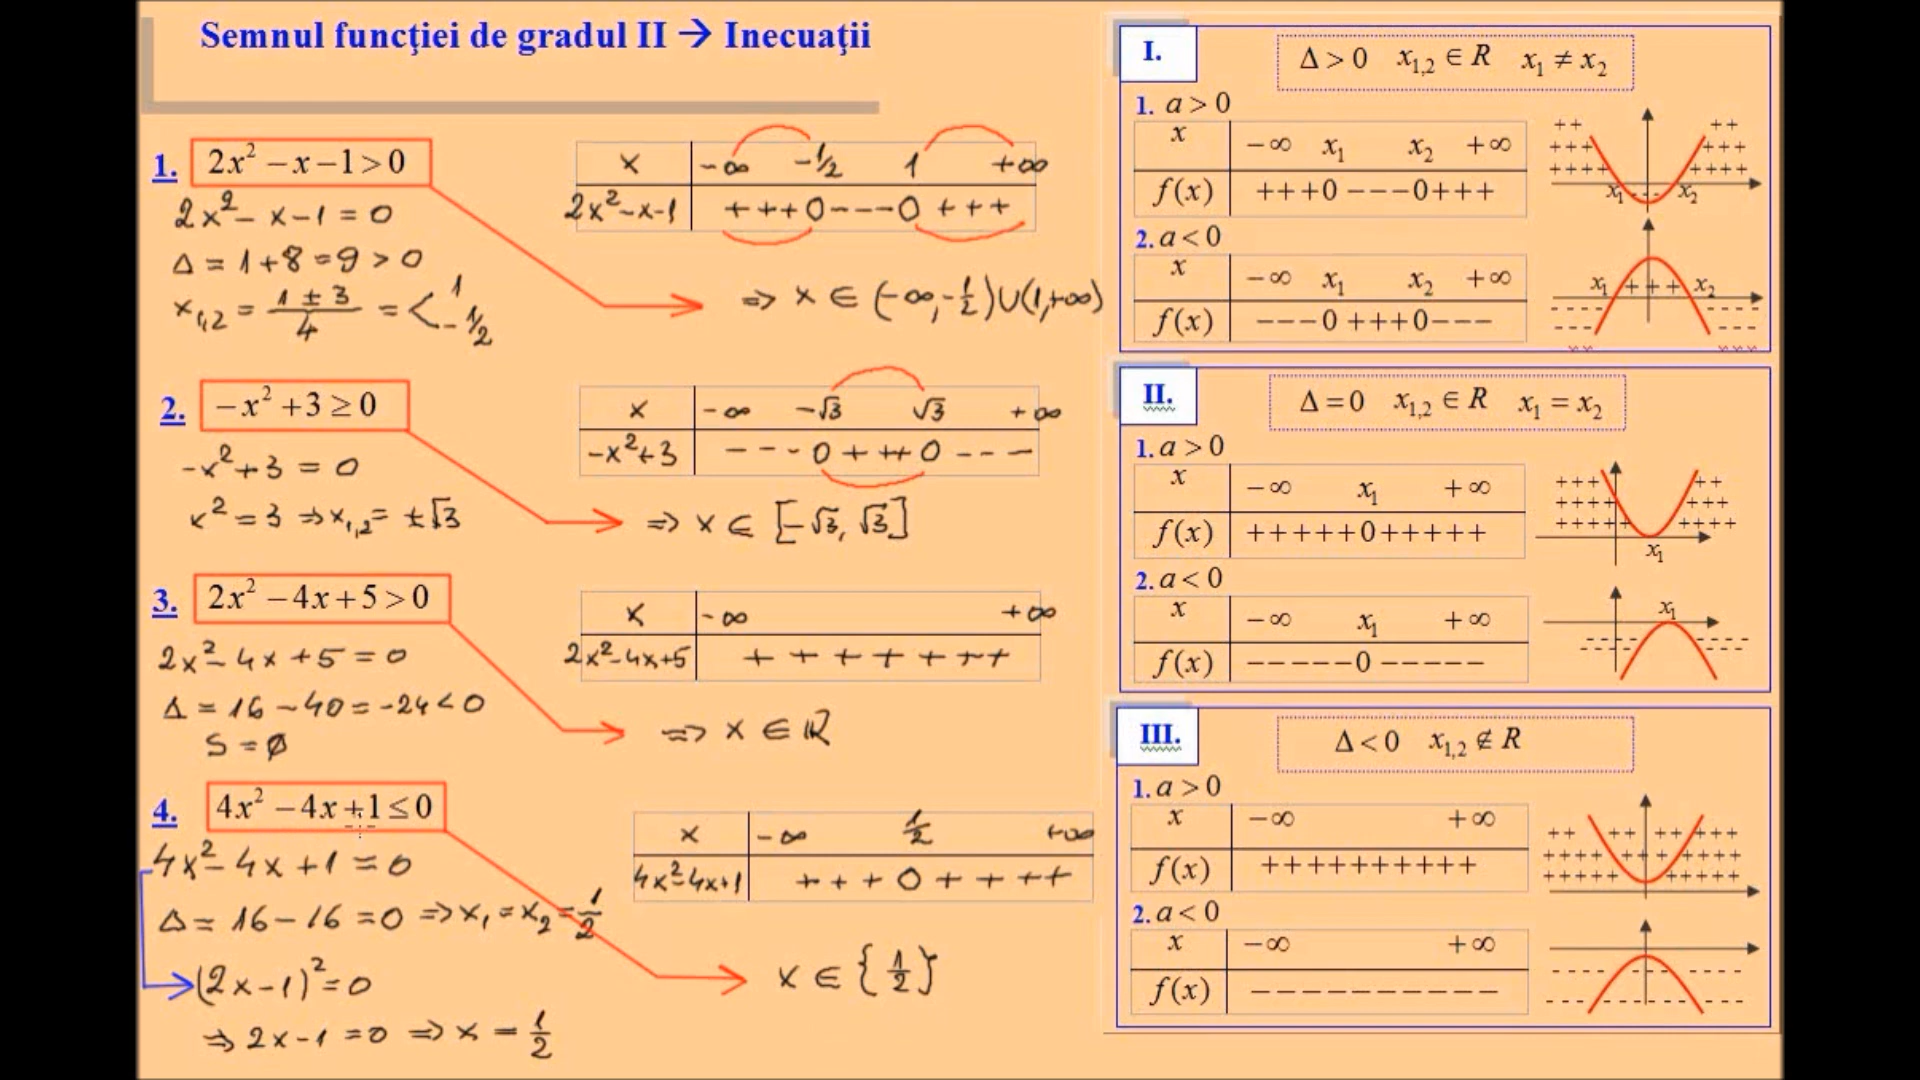 Semnul funcţiei de gradul II → Inecuaţii
1. 2x² − x − 1 > 0
2x² − x − 1 = 0
Δ = 1 + 8 = 9 > 0
x₁,₂ = (1 ± 3)/4 = < 1, −1/2
x −∞ −1/2 1 +∞
2x² − x − 1 + + + 0 − − − 0 + + +
⇒ x ∈ (−∞, −1/2) ∪ (1, +∞)
2. −x² + 3 ≥ 0
−x² + 3 = 0
x² = 3 ⇒ x₁,₂ = ±√3
x −∞ −√3 √3 +∞
−x² + 3 − − − 0 + + + 0 − − −
⇒ x ∈ [−√3, √3]
3. 2x² − 4x + 5 > 0
2x² − 4x + 5 = 0
Δ = 16 − 40 = −24 < 0
S = ∅
x −∞ +∞
2x² − 4x + 5 + + + + + + +
⇒ x ∈ ℝ
4. 4x² − 4x + 1 ≤ 0
4x² − 4x + 1 = 0
Δ = 16 − 16 = 0 ⇒ x₁ = x₂ = 1/2
(2x − 1)² = 0
⇒ 2x − 1 = 0 ⇒ x = 1/2
x −∞ 1/2 +∞
4x² − 4x + 1 + + + 0 + + + +
x ∈ {1/2}
I. Δ > 0 x₁,₂ ∈ R x₁ ≠ x₂
1. a > 0
x −∞ x₁ x₂ +∞
f(x) + + + 0 − − − 0 + + +
x₁ x₂
2. a < 0
x −∞ x₁ x₂ +∞
f(x) − − − 0 + + + 0 − − −
x₁ + + + x₂
II. Δ = 0 x₁,₂ ∈ R x₁ = x₂
1. a > 0
x −∞ x₁ +∞
f(x) + + + + + 0 + + + + +
x₁
2. a < 0
x −∞ x₁ +∞
f(x) − − − − − 0 − − − − −
x₁
III. Δ < 0 x₁,₂ ∉ R
1. a > 0
x −∞ +∞
f(x) + + + + + + + + + +
2. a < 0
x −∞ +∞
f(x) − − − − − − − − − −